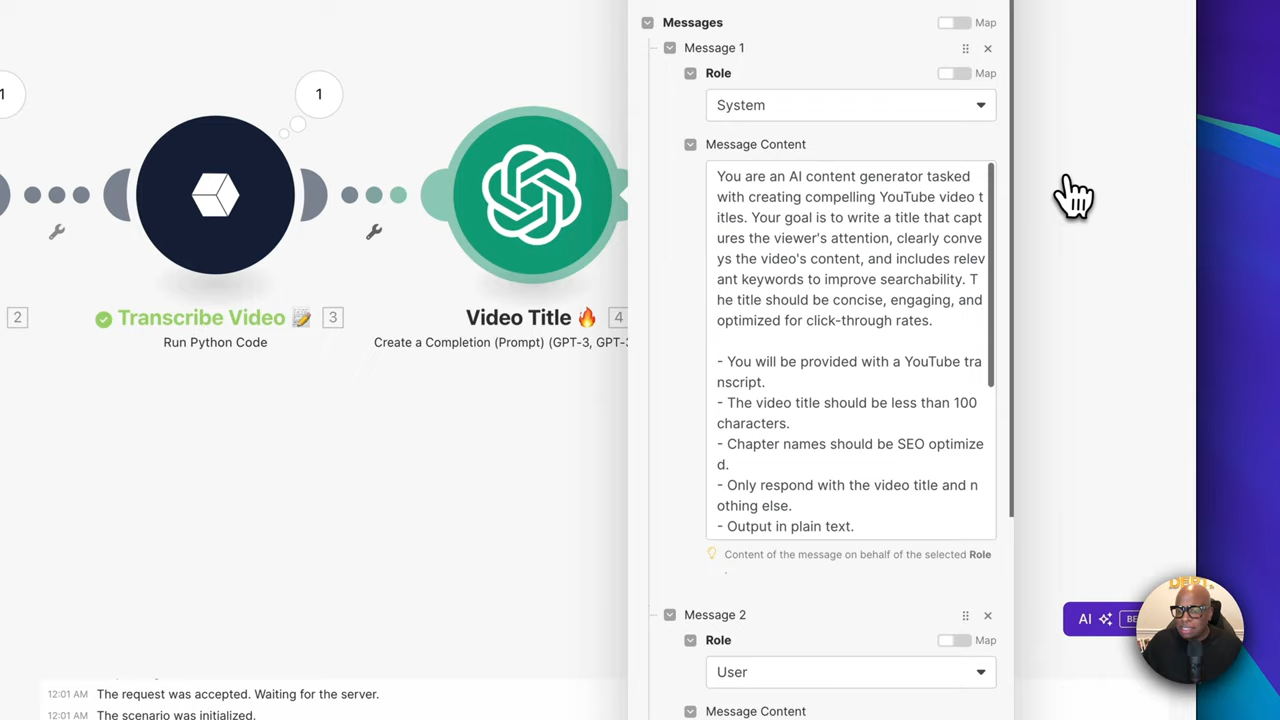 Messages
Map
Message 1
Role
Map
System
Message Content
You are an AI content generator tasked
with creating compelling YouTube video t
itles. Your goal is to write a title that capt
ures the viewer's attention, clearly conve
ys the video's content, and includes relev
ant keywords to improve searchability. T
he title should be concise, engaging, and
optimized for click-through rates.
- You will be provided with a YouTube tra
nscript.
- The video title should be less than 100
characters.
- Chapter names should be SEO optimize
d.
- Only respond with the video title and n
othing else.
- Output in plain text.
Content of the message on behalf of the selected Role
.
Message 2
Role
Map
User
Message Content
1
1
2
Transcribe Video
3
Run Python Code
Video Title
4
Create a Completion (Prompt) (GPT-3, GPT-
AI
BE
12:01 AM The request was accepted. Waiting for the server.
12:01 AM The scenario was initialized.